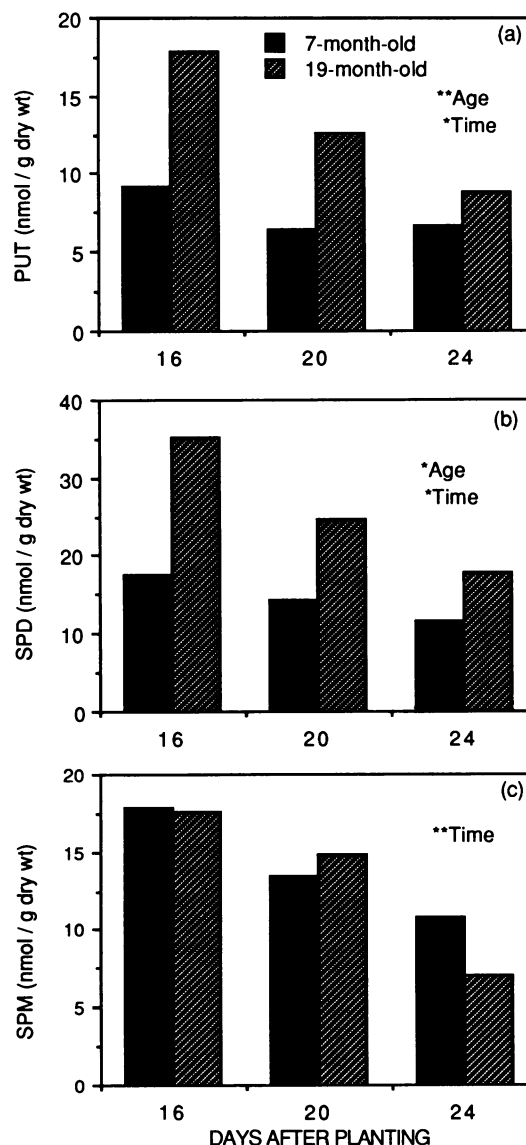 (a)
7-month-old
19-month-old
**Age
*Time
PUT (nmol / g dry wt)
20
15
10
5
0
16 20 24
(b)
*Age
*Time
SPD (nmol / g dry wt)
40
30
20
10
0
16 20 24
(c)
**Time
SPM (nmol / g dry wt)
20
15
10
5
0
16 20 24
DAYS AFTER PLANTING